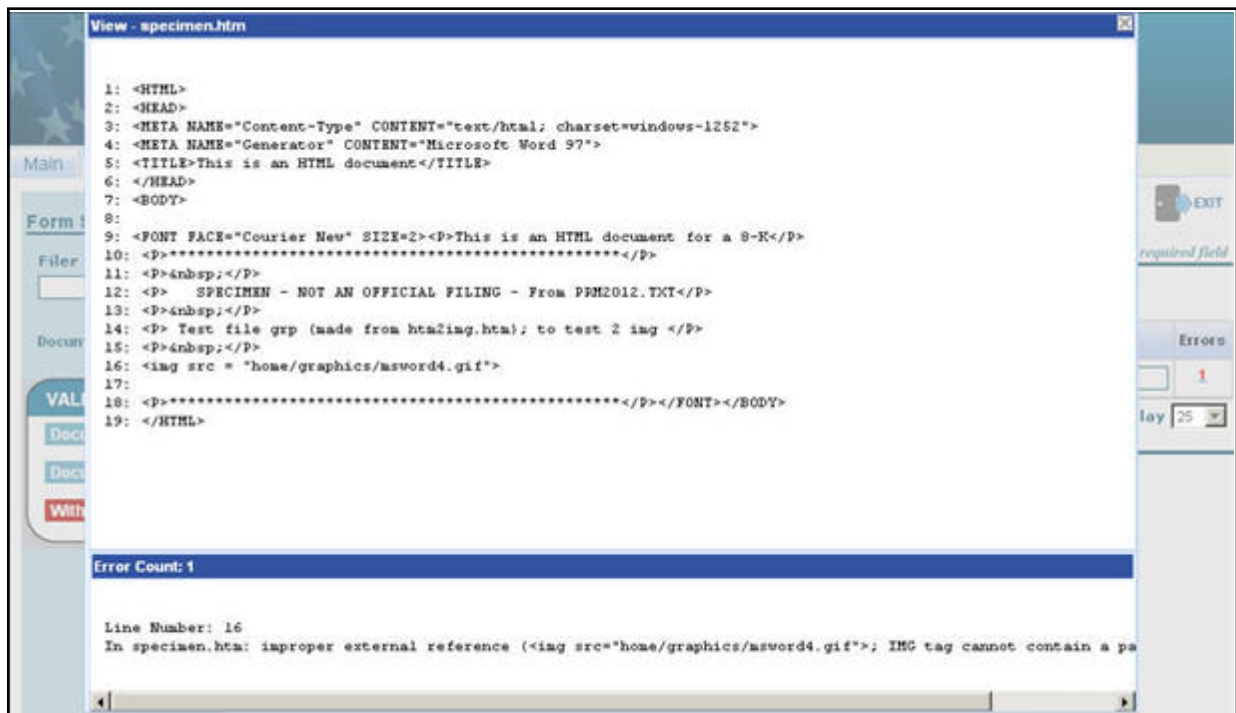 View - specimen.htm
1: <HTML>
2: <HEAD>
3: <META NAME="Content-Type" CONTENT="text/html; charset=windows-1252">
4: <META NAME="Generator" CONTENT="Microsoft Word 97">
5: <TITLE>This is an HTML document</TITLE>
6: </HEAD>
7: <BODY>
8:
9: <FONT FACE="Courier New" SIZE=2><P>This is an HTML document for a 8-K</P>
10: <P>**************************************************</P>
11: <P>&nbsp;</P>
12: <P>   SPECIMEN - NOT AN OFFICIAL FILING - From PRM2012.TXT</P>
13: <P>&nbsp;</P>
14: <P> Test file grp (made from htm2img.htm); to test 2 img </P>
15: <P>&nbsp;</P>
16: <img src = "home/graphics/msword4.gif">
17:
18: <P>**************************************************</P></FONT></BODY>
19: </HTML>
Main
EXIT
Form S
Filer
required field
Docum
Errors
1
VALI
lay 25
Docu
Docu
With
Error Count: 1
Line Number: 16
In specimen.htm: improper external reference (<img src="home/graphics/msword4.gif">; IMG tag cannot contain a pa